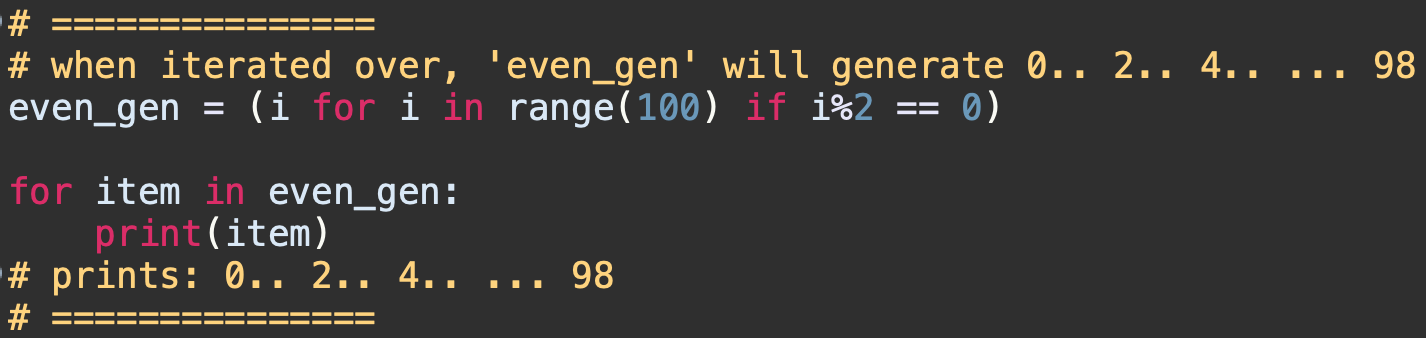 # ===============
# when iterated over, 'even_gen' will generate 0.. 2.. 4.. ... 98
even_gen = (i for i in range(100) if i%2 == 0)
for item in even_gen:
    print(item)
# prints: 0.. 2.. 4.. ... 98
# ===============